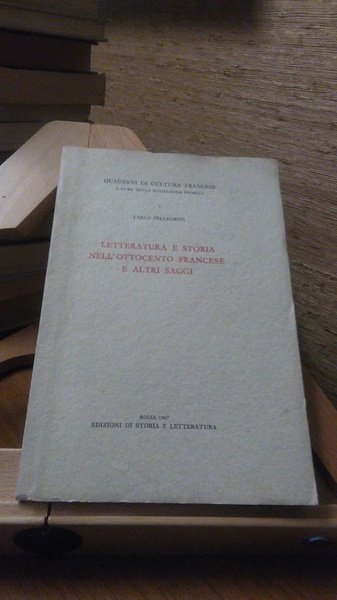 QUADERNI DI CULTURA FRANCESE
A CURA DELLA FONDAZIONE PRIMOLI
CARLO PELLEGRINI
LETTERATURA E STORIA
NELL'OTTOCENTO FRANCESE
E ALTRI SAGGI
ROMA 1967
EDIZIONI DI STORIA E LETTERATURA